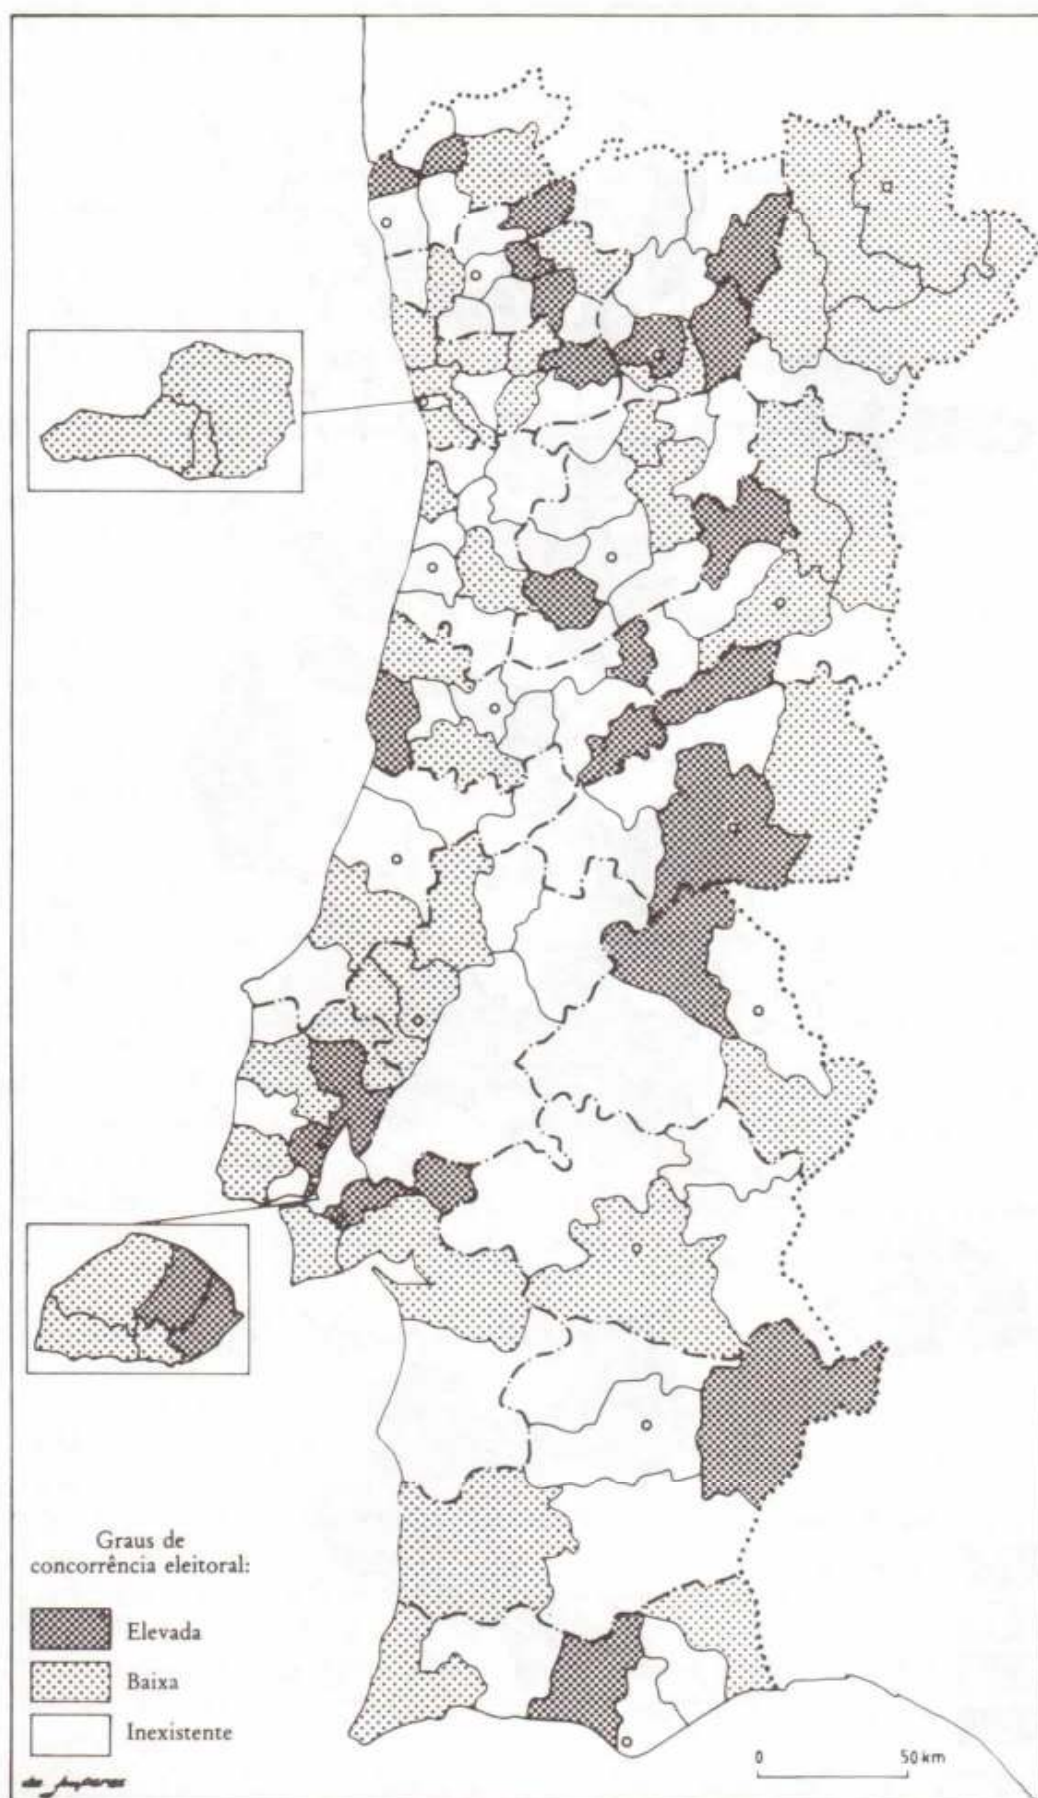 Graus de
concorrência eleitoral:
Elevada
Baixa
Inexistente
0 50 km